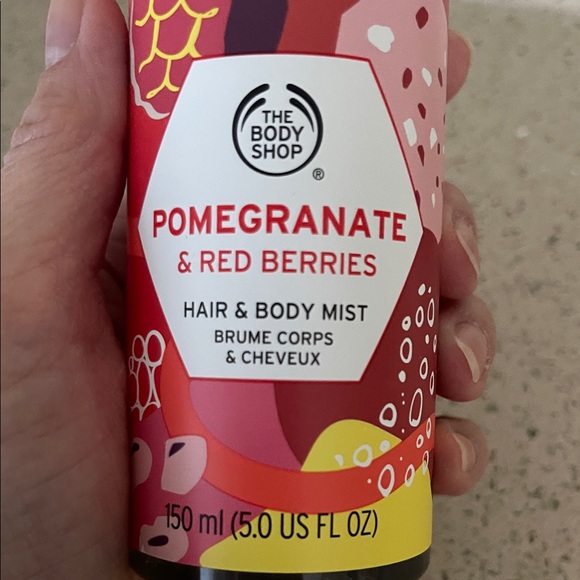 THE
BODY
SHOP
®
POMEGRANATE
& RED BERRIES
HAIR & BODY MIST
BRUME CORPS
& CHEVEUX
150 ml (5.0 US FL OZ)